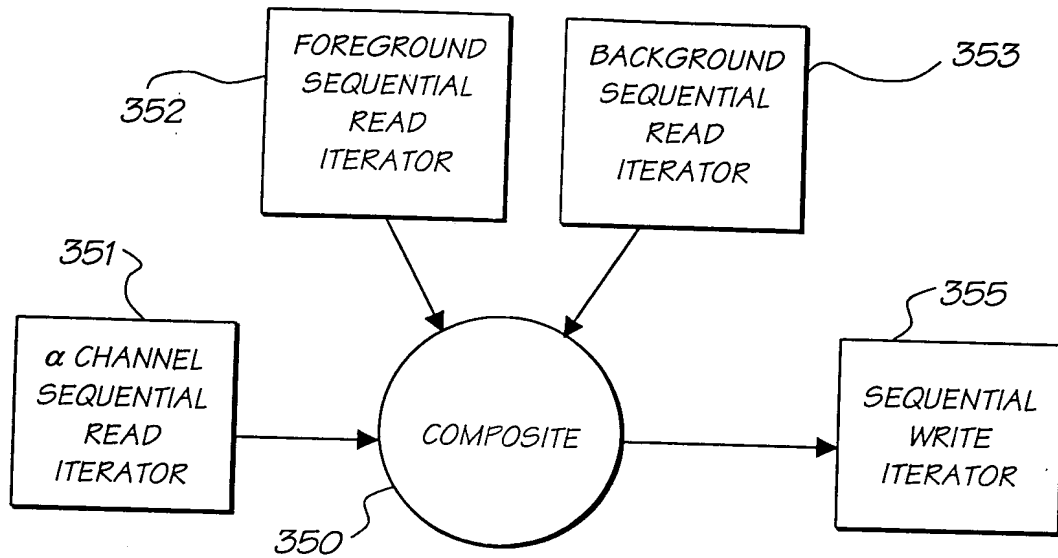 FOREGROUND
SEQUENTIAL
READ
ITERATOR
352
BACKGROUND
SEQUENTIAL
READ
ITERATOR
353
351
α CHANNEL
SEQUENTIAL
READ
ITERATOR
COMPOSITE
350
355
SEQUENTIAL
WRITE
ITERATOR